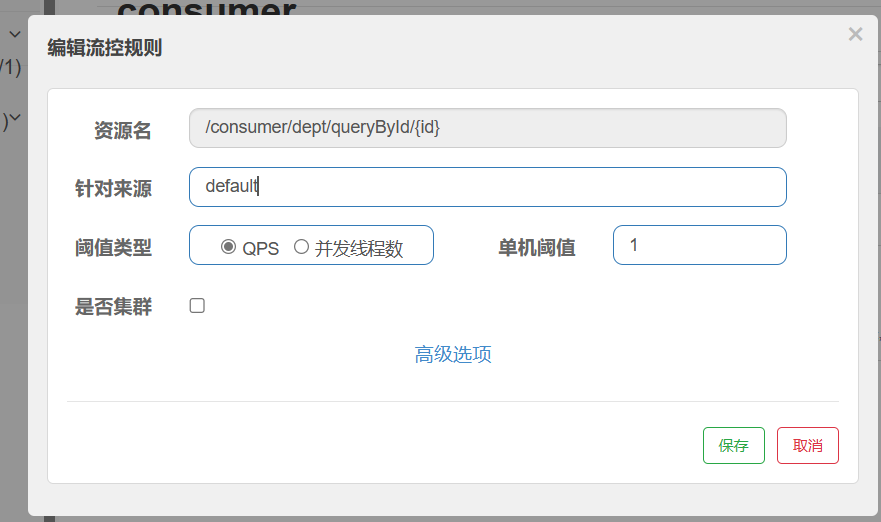 consumer
编辑流控规则
×
/1)
)
资源名 /consumer/dept/queryById/{id}
针对来源 default
阈值类型 QPS 并发线程数 单机阈值 1
是否集群
高级选项
保存 取消